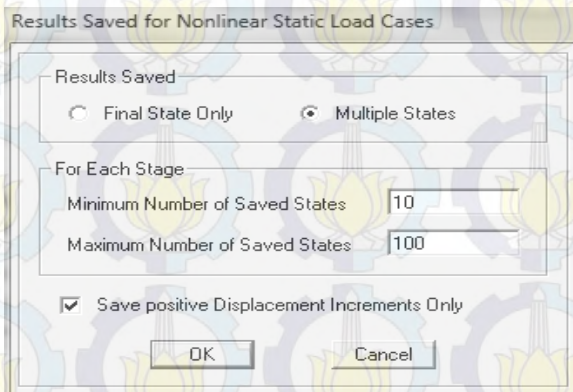 Results Saved for Nonlinear Static Load Cases
Results Saved
Final State Only
Multiple States
For Each Stage
Minimum Number of Saved States 10
Maximum Number of Saved States 100
Save positive Displacement Increments Only
OK Cancel